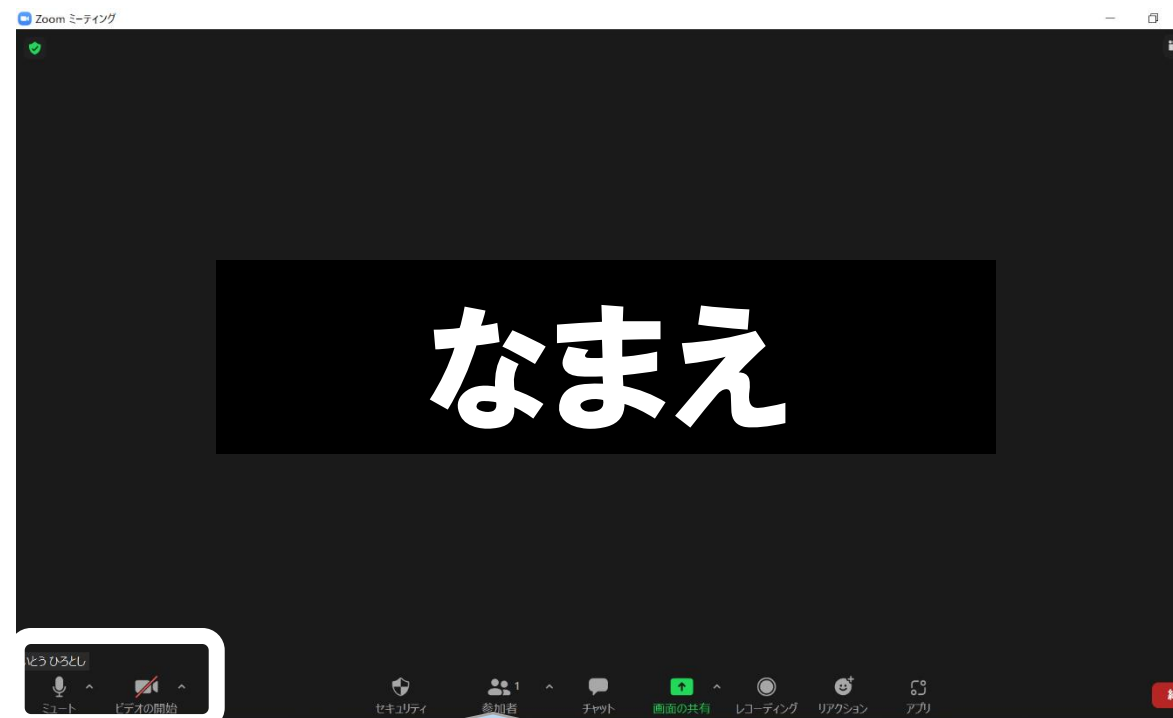 Zoom ミーティング
なまえ
とう ひろとし
ミュート
ビデオの開始
セキュリティ
参加者
1
チャット
画面の共有
レコーディング
リアクション
アプリ